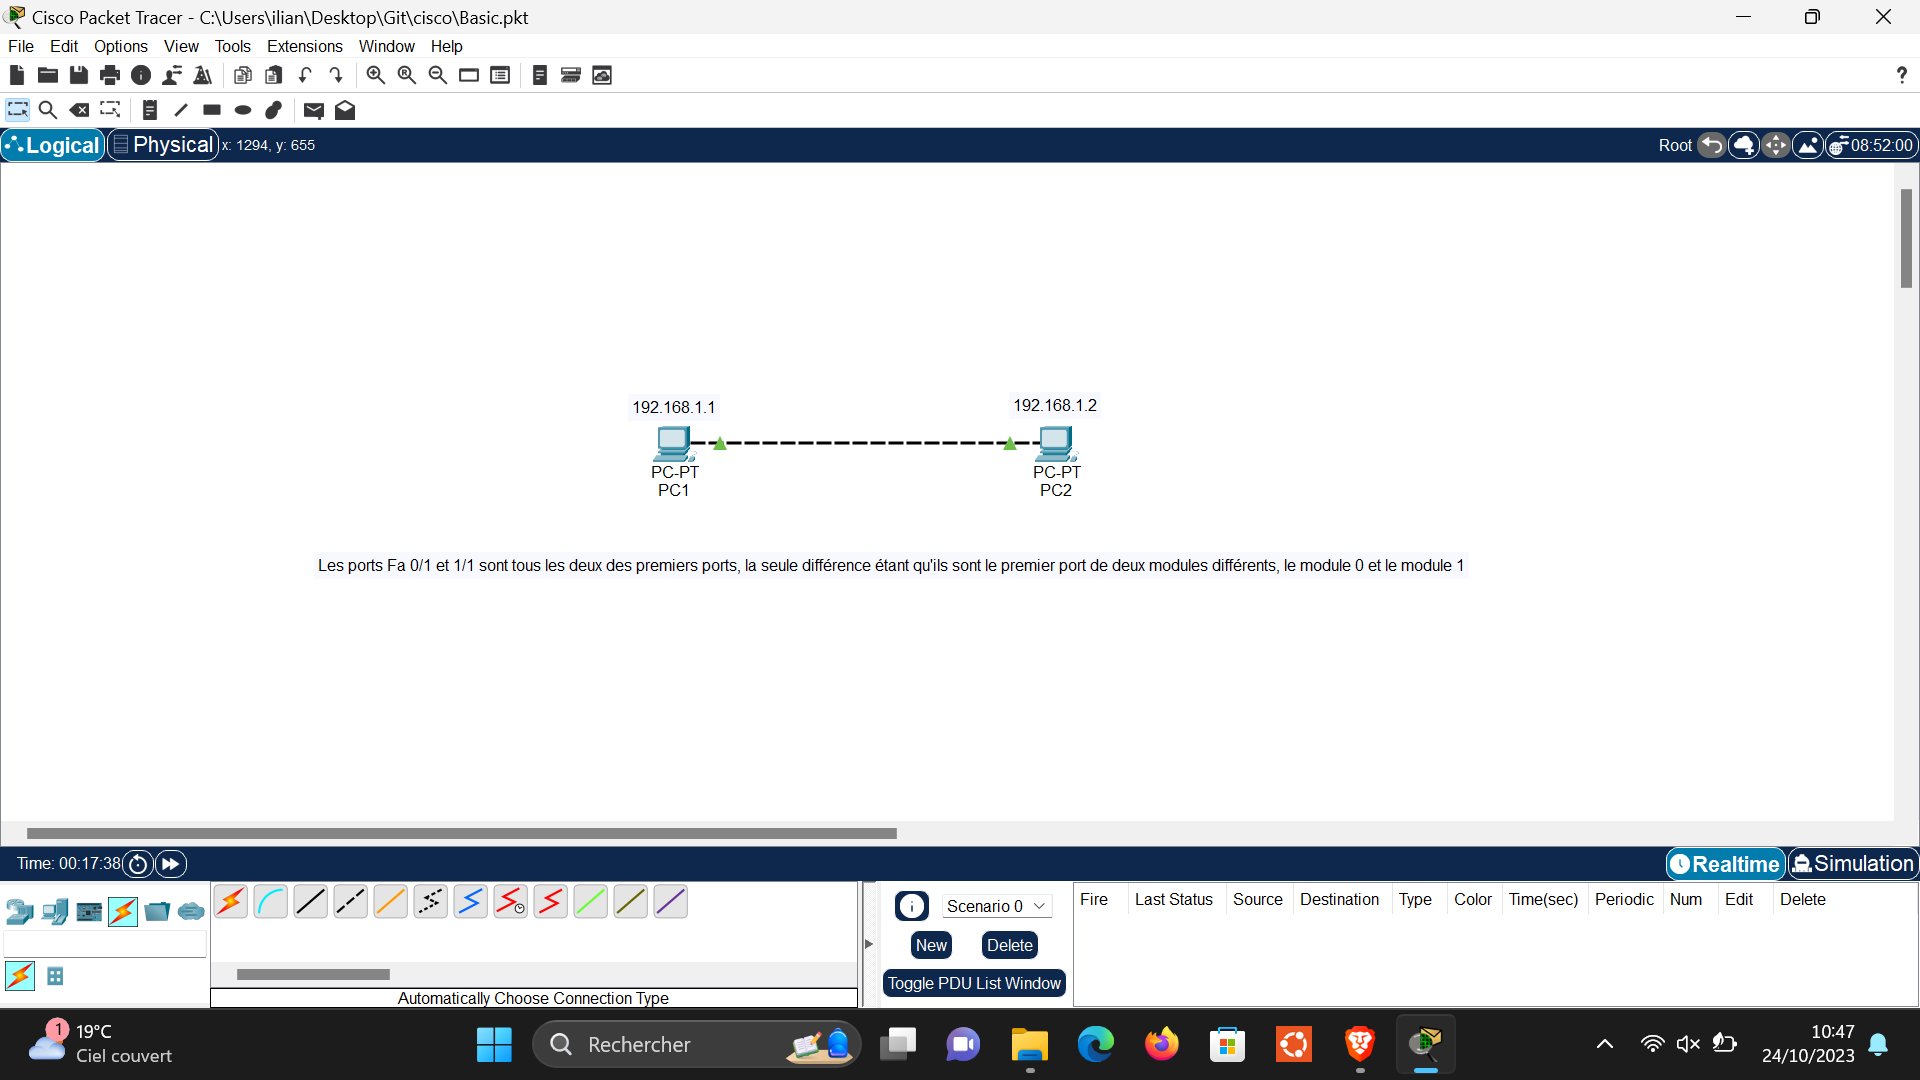 Cisco Packet Tracer - C:\Users\ilian\Desktop\Git\cisco\Basic.pkt
File Edit Options View Tools Extensions Window Help
?
Logical Physical x: 1294, y: 655 Root 08:52:00
192.168.1.1 192.168.1.2
PC-PT PC-PT
PC1 PC2
Les ports Fa 0/1 et 1/1 sont tous les deux des premiers ports, la seule différence étant qu'ils sont le premier port de deux modules différents, le module 0 et le module 1
Time: 00:17:38 Realtime Simulation
Scenario 0
New Delete
Toggle PDU List Window
Fire Last Status Source Destination Type Color Time(sec) Periodic Num Edit Delete
Automatically Choose Connection Type
1 19°C
Ciel couvert
Rechercher
10:47
24/10/2023